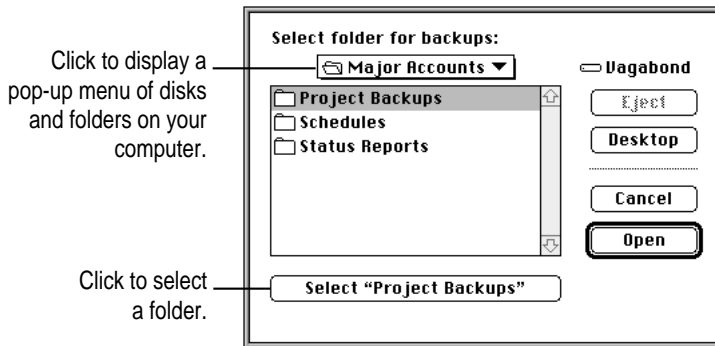 Select folder for backups:
Click to display a
pop-up menu of disks
and folders on your
computer.
Major Accounts
Vagabond
Project Backups
Schedules
Status Reports
Eject
Desktop
Cancel
Open
Click to select
a folder.
Select “Project Backups”